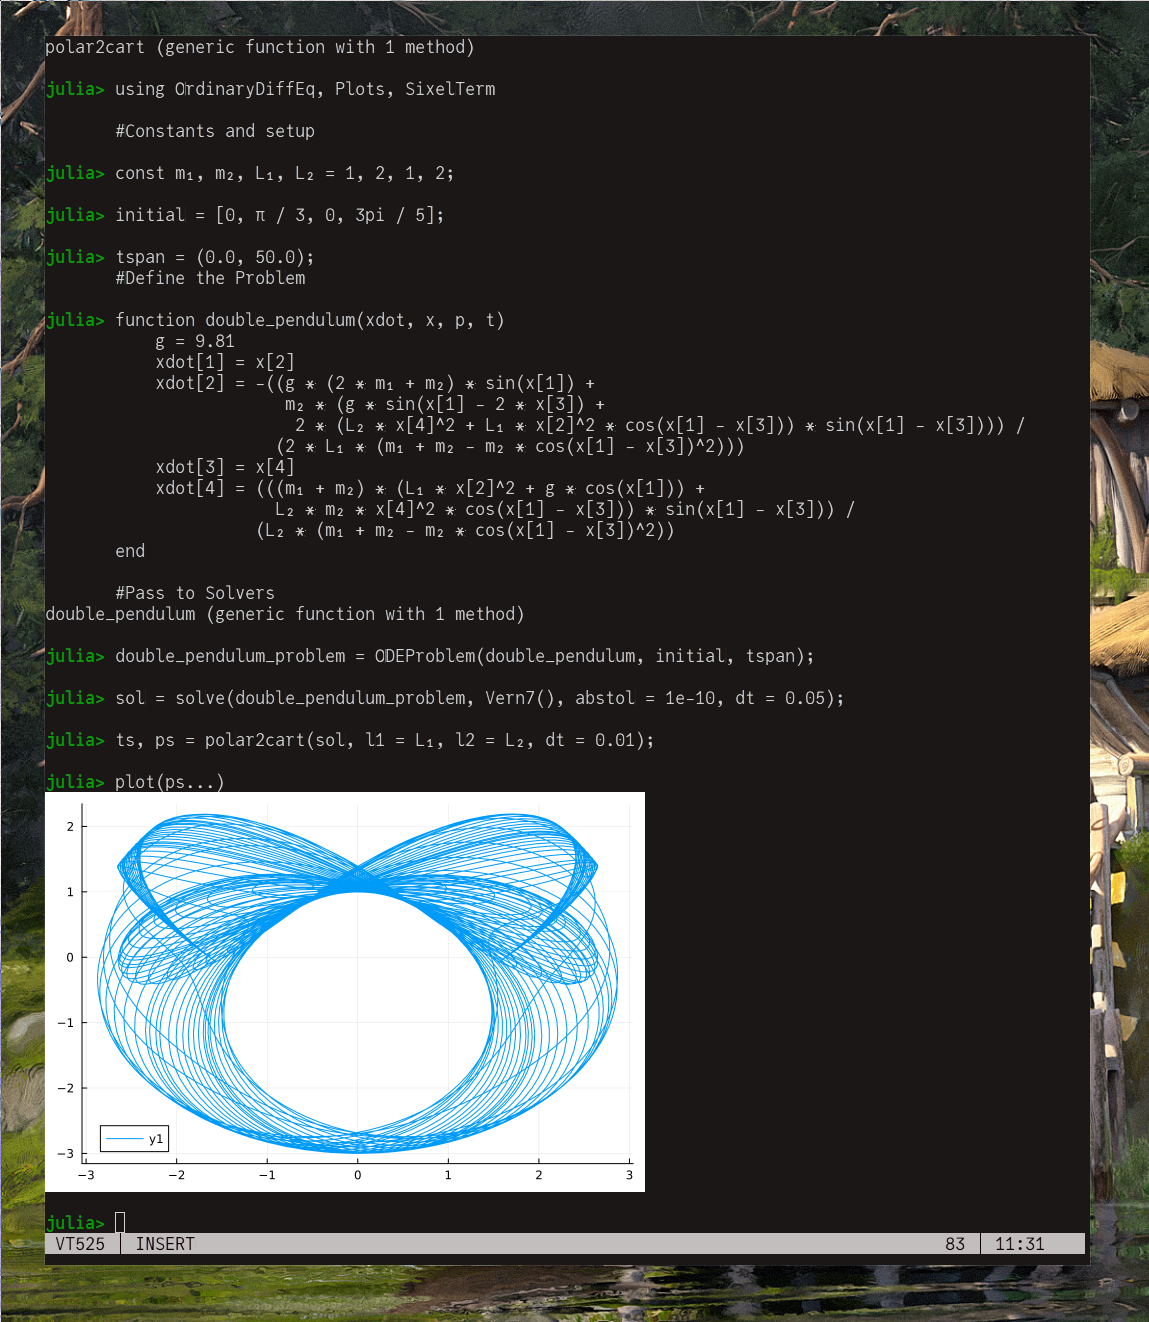 polar2cart (generic function with 1 method)
julia> using OrdinaryDiffEq, Plots, SixelTerm
#Constants and setup
julia> const m₁, m₂, L₁, L₂ = 1, 2, 1, 2;
julia> initial = [0, π / 3, 0, 3pi / 5];
julia> tspan = (0.0, 50.0);
#Define the Problem
julia> function double_pendulum(xdot, x, p, t)
g = 9.81
xdot[1] = x[2]
xdot[2] = -((g * (2 * m₁ + m₂) * sin(x[1]) +
m₂ * (g * sin(x[1] - 2 * x[3]) +
2 * (L₂ * x[4]^2 + L₁ * x[2]^2 * cos(x[1] - x[3])) * sin(x[1] - x[3]))) /
(2 * L₁ * (m₁ + m₂ - m₂ * cos(x[1] - x[3])^2)))
xdot[3] = x[4]
xdot[4] = (((m₁ + m₂) * (L₁ * x[2]^2 + g * cos(x[1])) +
L₂ * m₂ * x[4]^2 * cos(x[1] - x[3])) * sin(x[1] - x[3])) /
(L₂ * (m₁ + m₂ - m₂ * cos(x[1] - x[3])^2))
end
#Pass to Solvers
double_pendulum (generic function with 1 method)
julia> double_pendulum_problem = ODEProblem(double_pendulum, initial, tspan);
julia> sol = solve(double_pendulum_problem, Vern7(), abstol = 1e-10, dt = 0.05);
julia> ts, ps = polar2cart(sol, l1 = L₁, l2 = L₂, dt = 0.01);
julia> plot(ps...)
2
1
0
-1
-2
-3
y1
-3 -2 -1 0 1 2 3
julia>
VT525 INSERT 83 11:31